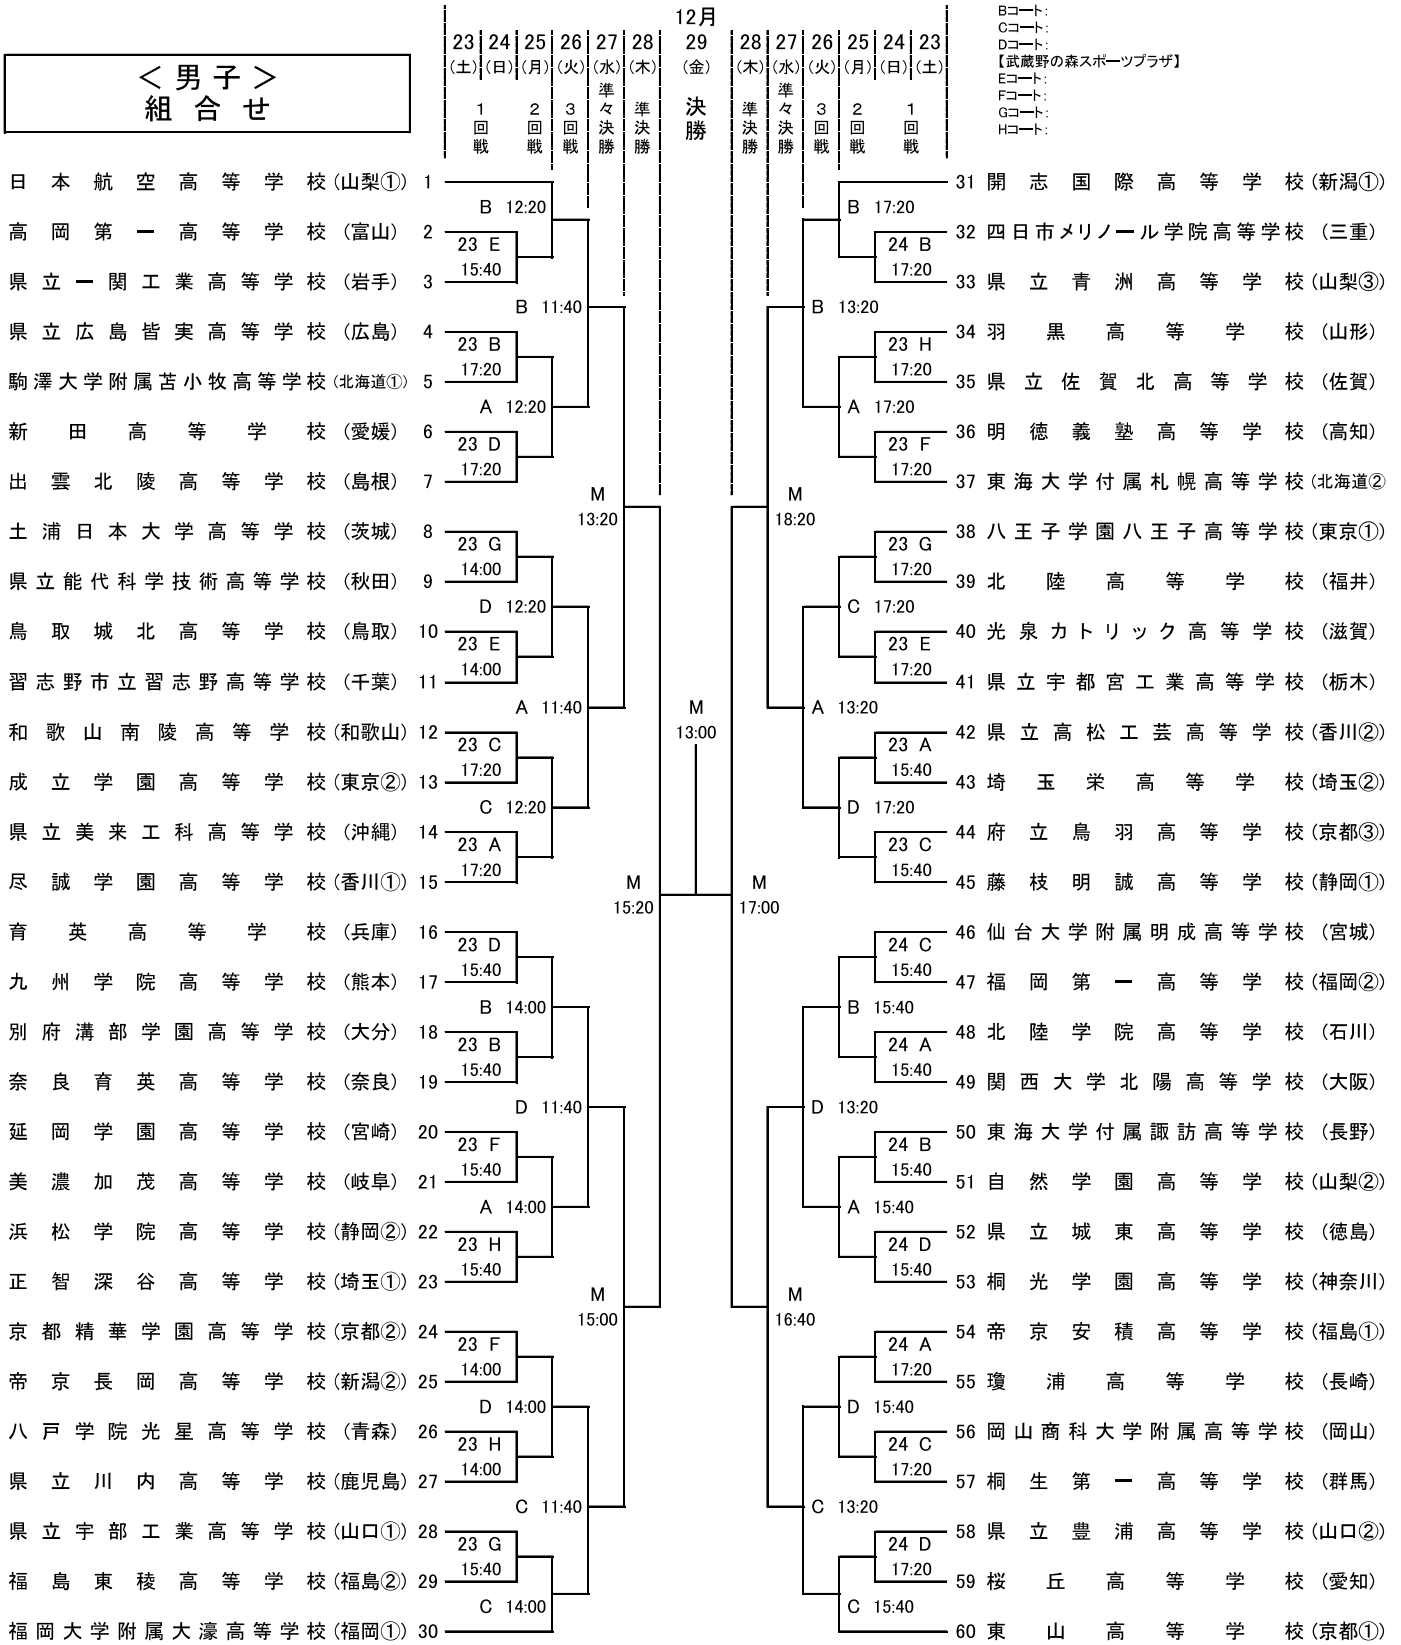 12月
23 24 25 26 27 28 29 28 27 26 25 24 23
(土) (日) (月) (火) (水) (木) (金) (木) (水) (火) (月) (日) (土)
1回戦 2回戦 3回戦 準々決勝 準決勝 決勝 準決勝 準々決勝 3回戦 2回戦 1回戦
Bコート:
Cコート:
Dコート:
【武蔵野の森スポーツプラザ】
Eコート:
Fコート:
Gコート:
Hコート:
＜男子＞
組合せ
日本航空高等学校(山梨①) 1
B 12:20
高岡第一高等学校(富山) 2
23 E
15:40
県立一関工業高等学校(岩手) 3
B 11:40
県立広島皆実高等学校(広島) 4
23 B
17:20
駒澤大学附属苫小牧高等学校(北海道①) 5
A 12:20
新田高等学校(愛媛) 6
23 D
17:20
出雲北陵高等学校(島根) 7
M
13:20
土浦日本大学高等学校(茨城) 8
23 G
14:00
県立能代科学技術高等学校(秋田) 9
D 12:20
鳥取城北高等学校(鳥取) 10
23 E
14:00
習志野市立習志野高等学校(千葉) 11
A 11:40
和歌山南陵高等学校(和歌山) 12
23 C
17:20
成立学園高等学校(東京②) 13
C 12:20
県立美来工科高等学校(沖縄) 14
23 A
17:20
尽誠学園高等学校(香川①) 15
M
15:20
育英高等学校(兵庫) 16
23 D
15:40
九州学院高等学校(熊本) 17
B 14:00
別府溝部学園高等学校(大分) 18
23 B
15:40
奈良育英高等学校(奈良) 19
D 11:40
延岡学園高等学校(宮崎) 20
23 F
15:40
美濃加茂高等学校(岐阜) 21
A 14:00
浜松学院高等学校(静岡②) 22
23 H
15:40
正智深谷高等学校(埼玉①) 23
M
15:00
京都精華学園高等学校(京都②) 24
23 F
14:00
帝京長岡高等学校(新潟②) 25
D 14:00
八戸学院光星高等学校(青森) 26
23 H
14:00
県立川内高等学校(鹿児島) 27
C 11:40
県立宇部工業高等学校(山口①) 28
23 G
15:40
福島東稜高等学校(福島②) 29
C 14:00
福岡大学附属大濠高等学校(福岡①) 30
M
13:00
31 開志国際高等学校(新潟①)
B 17:20
32 四日市メリノール学院高等学校(三重)
24 B
17:20
33 県立青洲高等学校(山梨③)
B 13:20
34 羽黒高等学校(山形)
23 H
17:20
35 県立佐賀北高等学校(佐賀)
A 17:20
36 明徳義塾高等学校(高知)
23 F
17:20
37 東海大学付属札幌高等学校(北海道②
M
18:20
38 八王子学園八王子高等学校(東京①)
23 G
17:20
39 北陸高等学校(福井)
C 17:20
40 光泉カトリック高等学校(滋賀)
23 E
17:20
41 県立宇都宮工業高等学校(栃木)
A 13:20
42 県立高松工芸高等学校(香川②)
23 A
15:40
43 埼玉栄高等学校(埼玉②)
D 17:20
44 府立鳥羽高等学校(京都③)
23 C
15:40
45 藤枝明誠高等学校(静岡①)
M
17:00
46 仙台大学附属明成高等学校(宮城)
24 C
15:40
47 福岡第一高等学校(福岡②)
B 15:40
48 北陸学院高等学校(石川)
24 A
15:40
49 関西大学北陽高等学校(大阪)
D 13:20
50 東海大学付属諏訪高等学校(長野)
24 B
15:40
51 自然学園高等学校(山梨②)
A 15:40
52 県立城東高等学校(徳島)
24 D
15:40
53 桐光学園高等学校(神奈川)
M
16:40
54 帝京安積高等学校(福島①)
24 A
17:20
55 瓊浦高等学校(長崎)
D 15:40
56 岡山商科大学附属高等学校(岡山)
24 C
17:20
57 桐生第一高等学校(群馬)
C 13:20
58 県立豊浦高等学校(山口②)
24 D
17:20
59 桜丘高等学校(愛知)
C 15:40
60 東山高等学校(京都①)